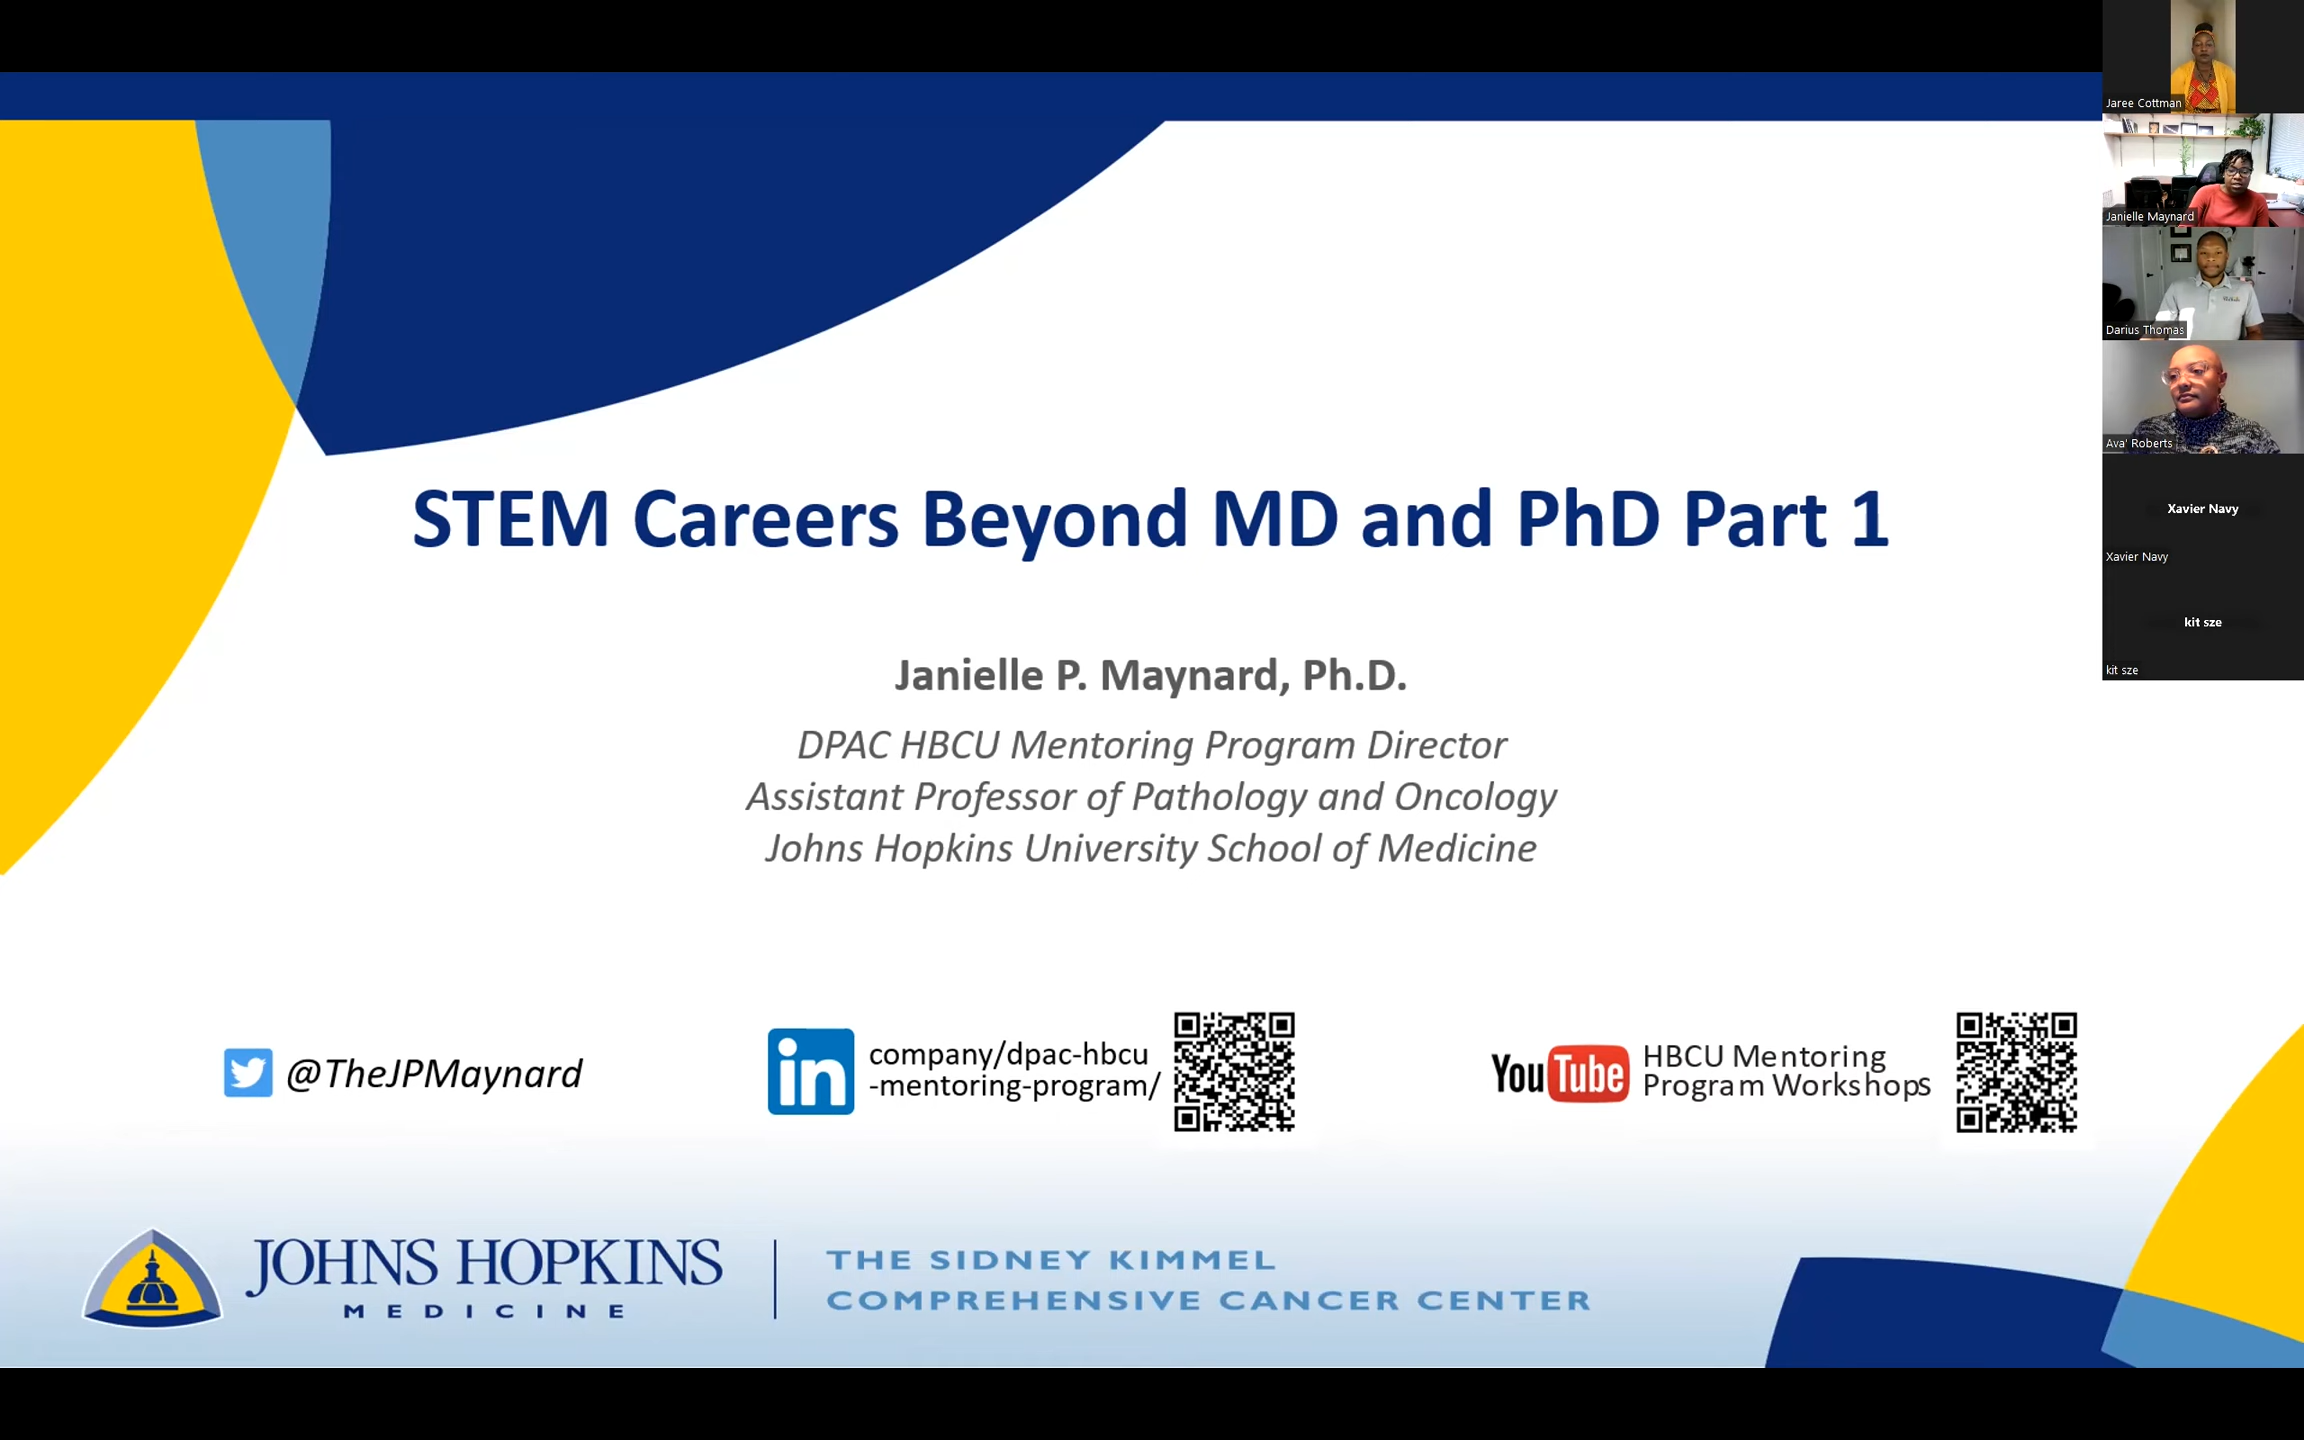 STEM Careers Beyond MD and PhD Part 1
Janielle P. Maynard, Ph.D.
DPAC HBCU Mentoring Program Director
Assistant Professor of Pathology and Oncology
Johns Hopkins University School of Medicine
@TheJPMaynard
in
company/dpac-hbcu
-mentoring-program/
YouTube
HBCU Mentoring
Program Workshops
JOHNS HOPKINS
MEDICINE
THE SIDNEY KIMMEL
COMPREHENSIVE CANCER CENTER
Jaree Cottman
Janielle Maynard
Darius Thomas
Ava' Roberts
Xavier Navy
Xavier Navy
kit sze
kit sze